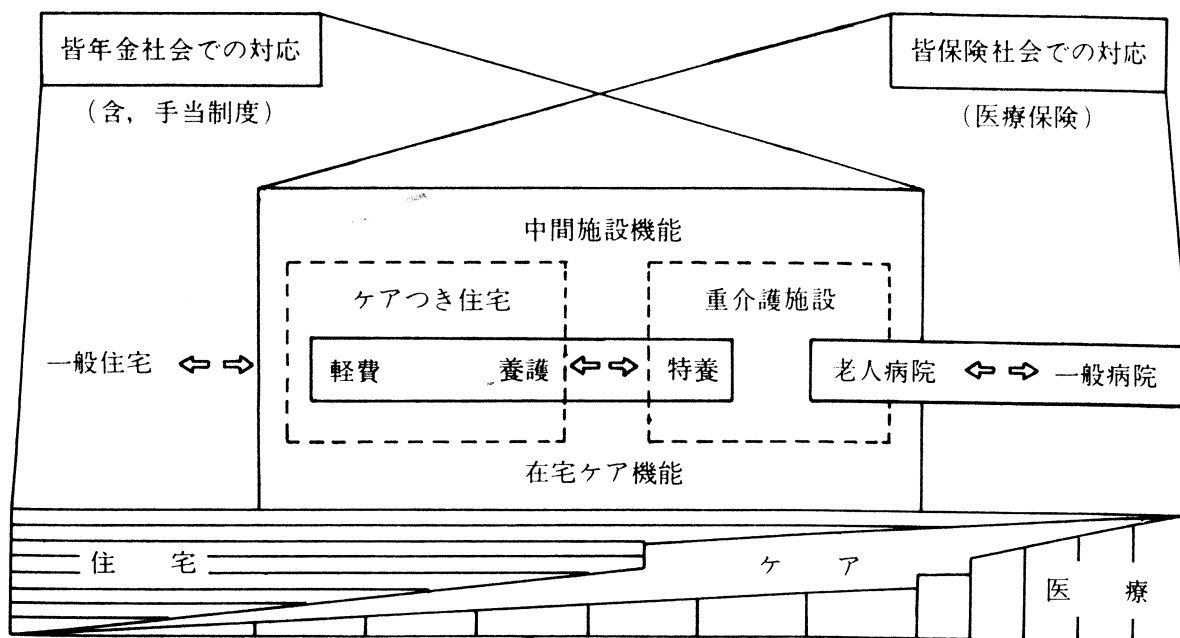 皆年金社会での対応
皆保険社会での対応
(含,手当制度)
(医療保険)
中間施設機能
ケアつき住宅
重介護施設
一般住宅
軽費
養護
特養
老人病院
一般病院
在宅ケア機能
住宅
ケア
医療